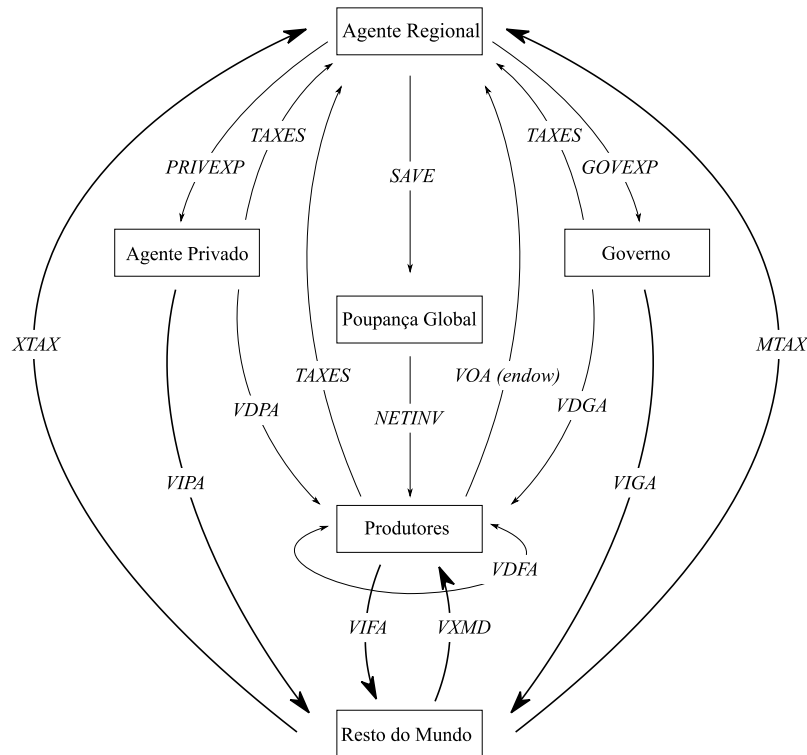 Agente Regional
TAXES
TAXES
PRIVEXP
SAVE
GOVEXP
Agente Privado
Governo
Poupança Global
XTAX
MTAX
TAXES
VOA (endow)
VDPA
NETINV
VDGA
VIPA
VIGA
Produtores
VDFA
VIFA
VXMD
Resto do Mundo